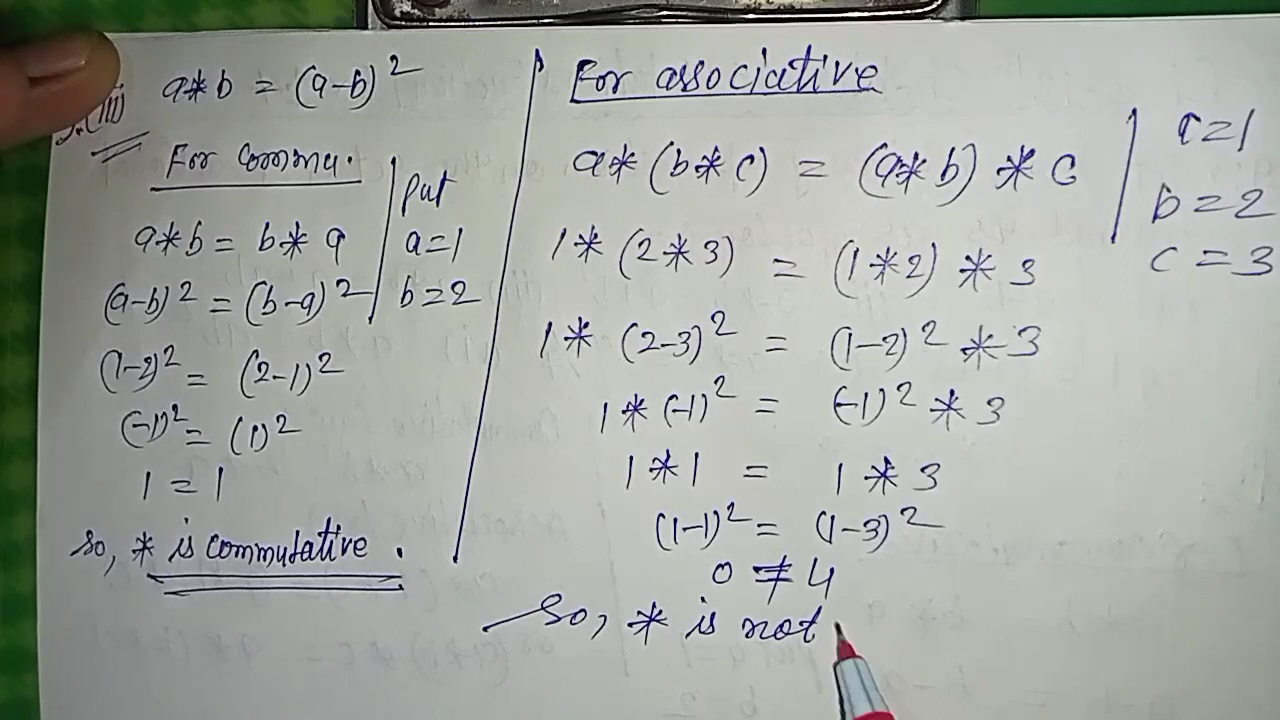 (iii) a*b = (a-b)²
For Commu.
Put
a*b = b*a
a=1
(a-b)² = (b-a)²
b=2
(1-2)² = (2-1)²
(-1)² = (1)²
1 = 1
So, * is commutative.
For associative
a*(b*c) = (a*b)*c
1*(2*3) = (1*2)*3
1*(2-3)² = (1-2)²*3
1*(-1)² = (-1)²*3
1*1 = 1*3
(1-1)² = (1-3)²
0 ≠ 4
So, * is not
=1
b=2
c=3